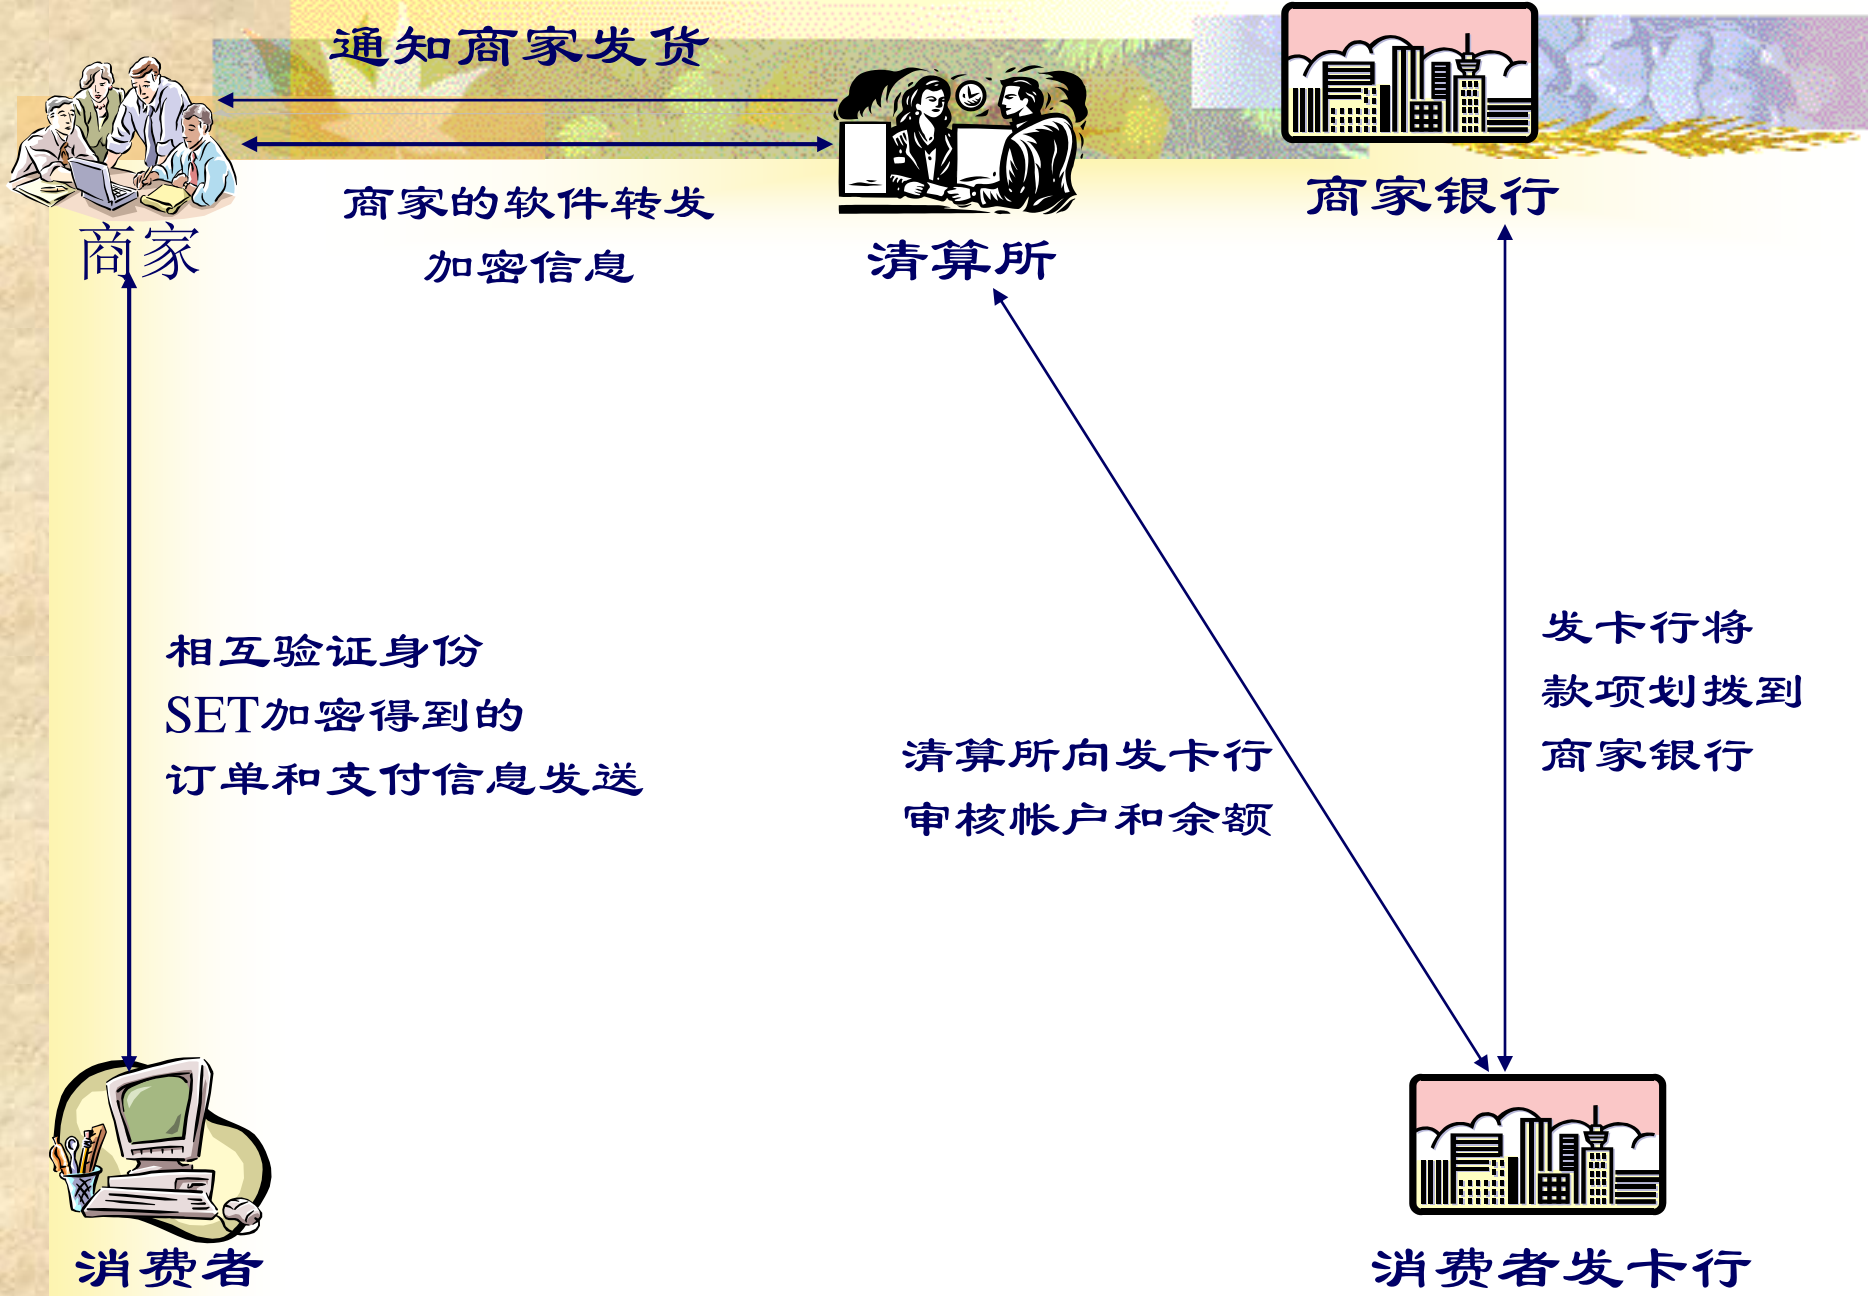 通知商家发货
商家的软件转发
加密信息
商家
清算所
商家银行
相互验证身份
SET加密得到的
订单和支付信息发送
清算所向发卡行
审核帐户和余额
发卡行将
款项划拨到
商家银行
消费者
消费者发卡行